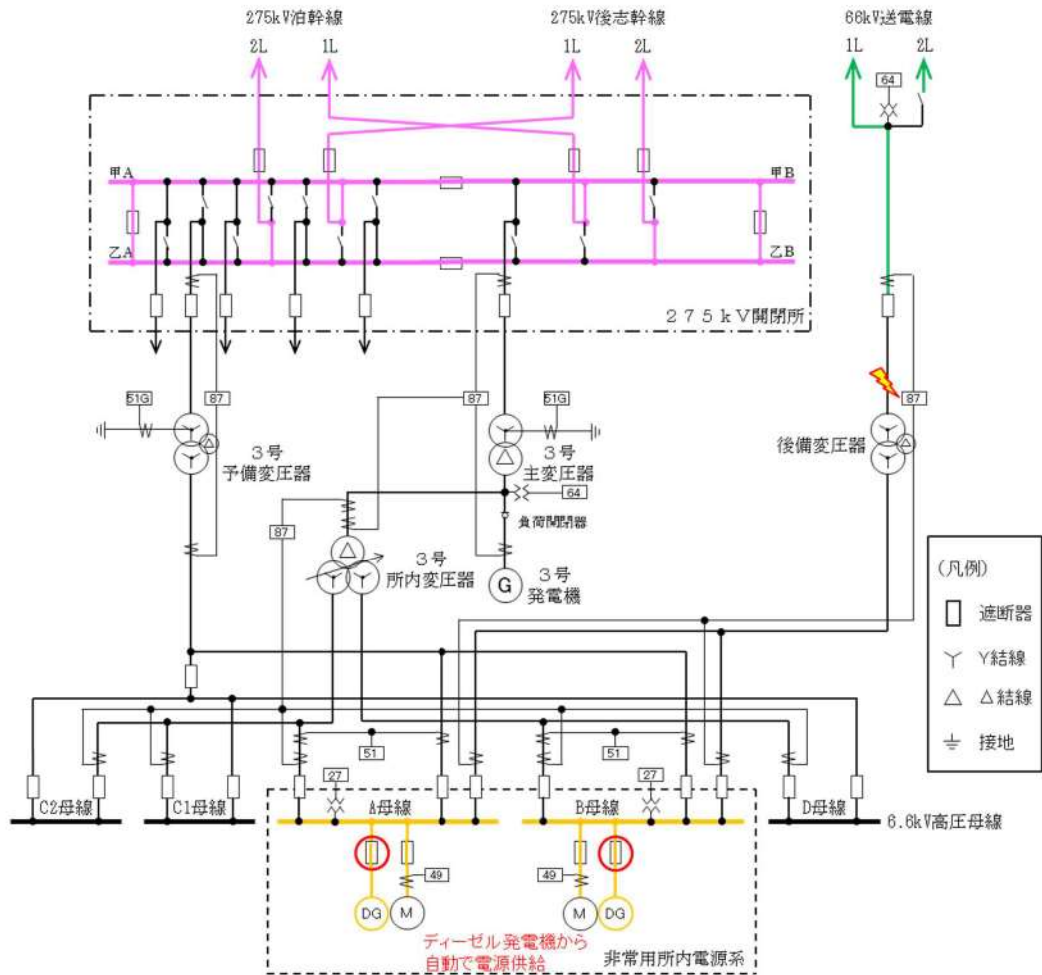 275kV泊幹線
275kV後志幹線
66kV送電線
2L
1L
1L
2L
1L
2L
64
甲A
甲B
乙A
乙B
275kV開閉所
51G
87
51G
87
87
3号
予備変圧器
3号
主変圧器
後備変圧器
64
負荷開閉器
87
3号
所内変圧器
G
3号
発電機
(凡例)
遮断器
Y結線
△結線
接地
51
51
27
27
C2母線
C1母線
A母線
B母線
D母線
6.6kV高圧母線
49
49
DG
M
M
DG
ディーゼル発電機から
自動で電源供給
非常用所内電源系